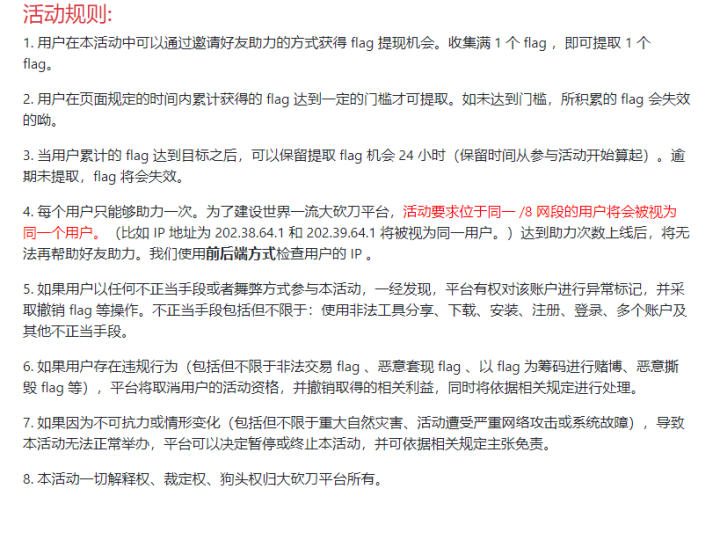 活动规则:
1. 用户在本活动中可以通过邀请好友助力的方式获得 flag 提现机会。收集满 1 个 flag ，即可提取 1 个
flag。
2. 用户在页面规定的时间内累计获得的 flag 达到一定的门槛才可提取。如未达到门槛，所积累的 flag 会失效
的呦。
3. 当用户累计的 flag 达到目标之后，可以保留提取 flag 机会 24 小时（保留时间从参与活动开始算起）。逾
期未提取，flag 将会失效。
4. 每个用户只能够助力一次。为了建设世界一流大砍刀平台，活动要求位于同一 /8 网段的用户将会被视为
同一个用户。（比如 IP 地址为 202.38.64.1 和 202.39.64.1 将被视为同一用户。）达到助力次数上线后，将无
法再帮助好友助力。我们使用前后端方式检查用户的 IP 。
5. 如果用户以任何不正当手段或者舞弊方式参与本活动，一经发现，平台有权对该账户进行异常标记，并采
取撤销 flag 等操作。不正当手段包括但不限于：使用非法工具分享、下载、安装、注册、登录、多个账户及
其他不正当手段。
6. 如果用户存在违规行为（包括但不限于非法交易 flag 、恶意套现 flag 、以 flag 为筹码进行赌博、恶意撕
毁 flag 等），平台将取消用户的活动资格，并撤销取得的相关利益，同时将依据相关规定进行处理。
7. 如果因为不可抗力或情形变化（包括但不限于重大自然灾害、活动遭受严重网络攻击或系统故障），导致
本活动无法正常举办，平台可以决定暂停或终止本活动，并可依据相关规定主张免责。
8. 本活动一切解释权、裁定权、狗头权归大砍刀平台所有。